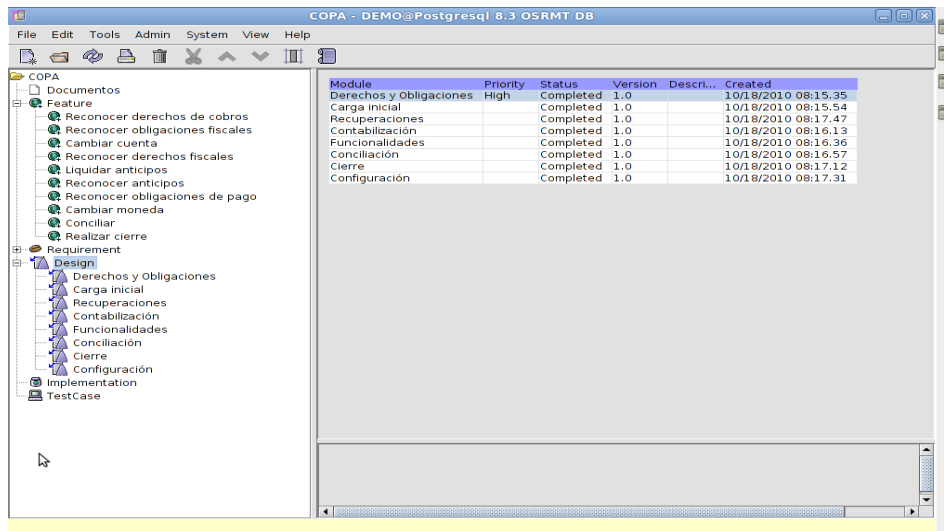 COPA - DEMO@Postgresql 8.3 OSRMT DB
File Edit Tools Admin System View Help
COPA
Documentos
Feature
Reconocer derechos de cobros
Reconocer obligaciones fiscales
Cambiar cuenta
Reconocer derechos fiscales
Liquidar anticipos
Reconocer anticipos
Reconocer obligaciones de pago
Cambiar moneda
Conciliar
Realizar cierre
Requirement
Design
Derechos y Obligaciones
Carga inicial
Recuperaciones
Contabilización
Funcionalidades
Conciliación
Cierre
Configuración
Implementation
TestCase
Module Priority Status Version Descri... Created
Derechos y Obligaciones High Completed 1.0 10/18/2010 08:15.35
Carga inicial Completed 1.0 10/18/2010 08:15.54
Recuperaciones Completed 1.0 10/18/2010 08:17.47
Contabilización Completed 1.0 10/18/2010 08:16.13
Funcionalidades Completed 1.0 10/18/2010 08:16.36
Conciliación Completed 1.0 10/18/2010 08:16.57
Cierre Completed 1.0 10/18/2010 08:17.12
Configuración Completed 1.0 10/18/2010 08:17.31